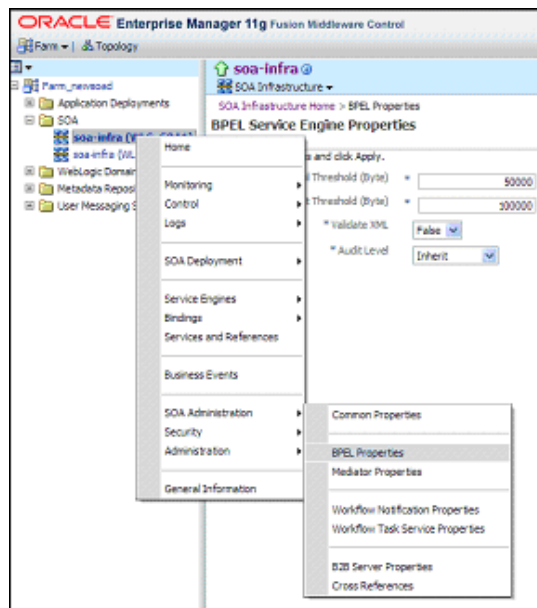 ORACLE Enterprise Manager 11g Fusion Middleware Control
Farm Topology
Farm_newsoad
Application Deployments
SOA
soa-infra
soa-infra (WL
WebLogic Domain
Metadata Reposi
User Messaging S
soa-infra
SOA Infrastructure
SOA Infrastructure Home > BPEL Properties
BPEL Service Engine Properties
and click Apply.
Threshold (Byte) * 50000
Threshold (Byte) * 100000
* Validate XML False
* Audit Level Inherit
Home
Monitoring
Control
Logs
SOA Deployment
Service Engines
Bindings
Services and References
Business Events
SOA Administration
Security
Administration
General Information
Common Properties
BPEL Properties
Mediator Properties
Workflow Notification Properties
Workflow Task Service Properties
B2B Server Properties
Cross References